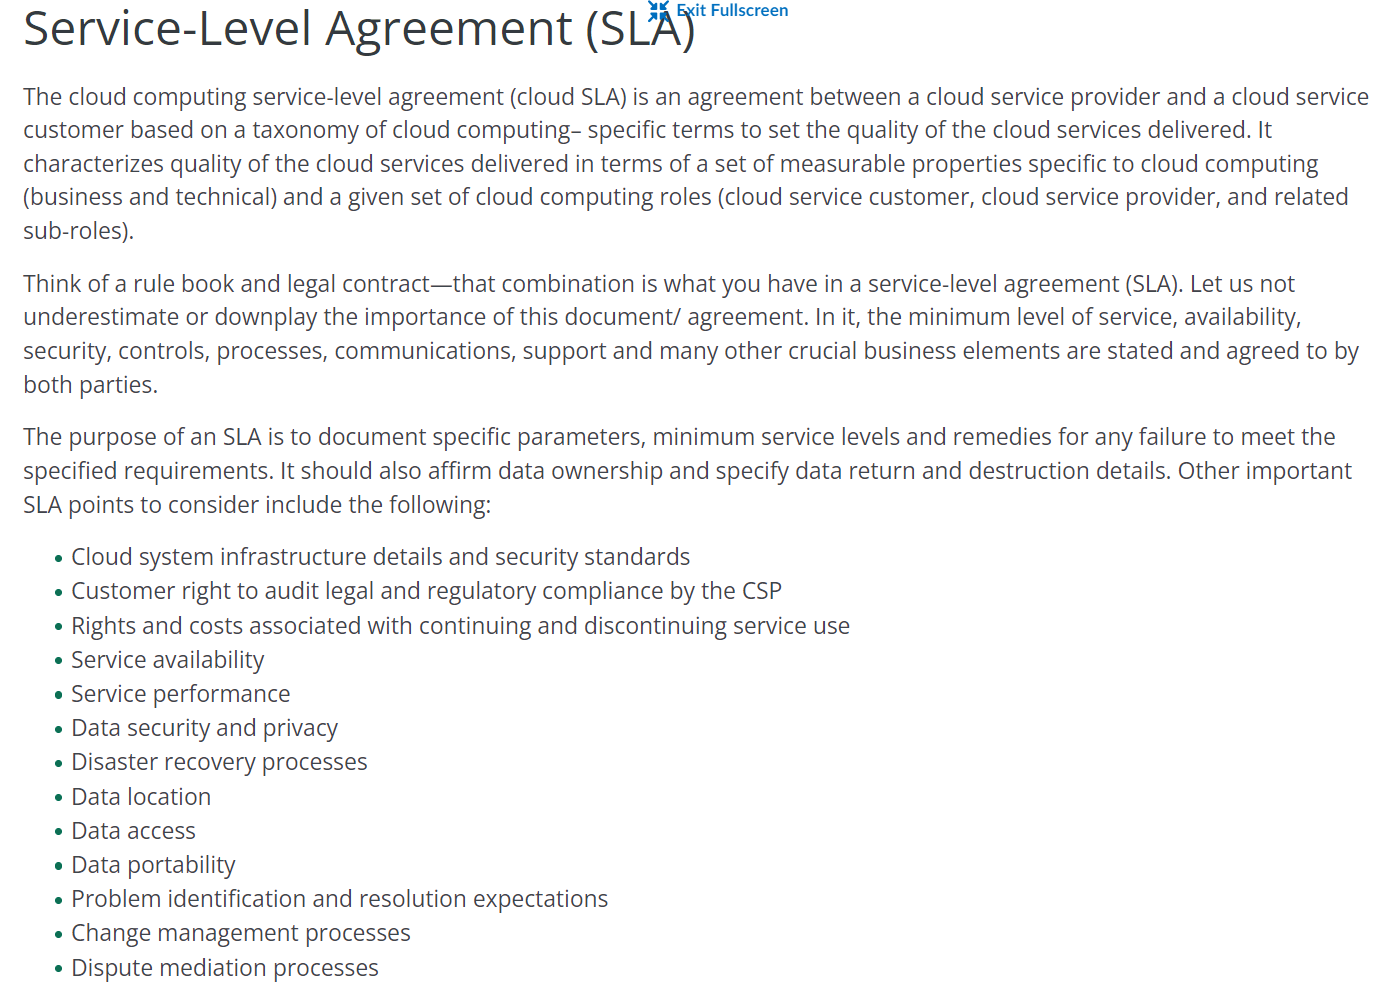 Service-Level Agreement (SLA)
Exit Fullscreen
The cloud computing service-level agreement (cloud SLA) is an agreement between a cloud service provider and a cloud service
customer based on a taxonomy of cloud computing– specific terms to set the quality of the cloud services delivered. It
characterizes quality of the cloud services delivered in terms of a set of measurable properties specific to cloud computing
(business and technical) and a given set of cloud computing roles (cloud service customer, cloud service provider, and related
sub-roles).
Think of a rule book and legal contract—that combination is what you have in a service-level agreement (SLA). Let us not
underestimate or downplay the importance of this document/ agreement. In it, the minimum level of service, availability,
security, controls, processes, communications, support and many other crucial business elements are stated and agreed to by
both parties.
The purpose of an SLA is to document specific parameters, minimum service levels and remedies for any failure to meet the
specified requirements. It should also affirm data ownership and specify data return and destruction details. Other important
SLA points to consider include the following:
• Cloud system infrastructure details and security standards
• Customer right to audit legal and regulatory compliance by the CSP
• Rights and costs associated with continuing and discontinuing service use
• Service availability
• Service performance
• Data security and privacy
• Disaster recovery processes
• Data location
• Data access
• Data portability
• Problem identification and resolution expectations
• Change management processes
• Dispute mediation processes